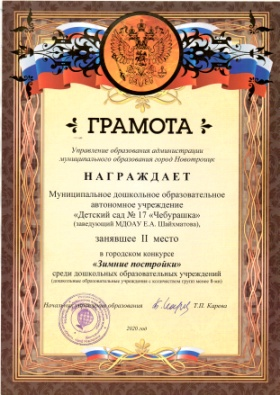 ГРАМОТА
Управление образования администрации
муниципального образования город Новотроицк
НАГРАЖДАЕТ
Муниципальное дошкольное образовательное
автономное учреждение
«Детский сад № 17 «Чебурашка»
(заведующий МДОАУ Е.А. Шайхматова),
занявшее II место
в городском конкурсе
«Зимние постройки»
среди дошкольных образовательных учреждений
(дошкольные образовательные учреждения с количеством групп менее 8-ми)
Начальник управления образования Т.П. Карева
2020 год